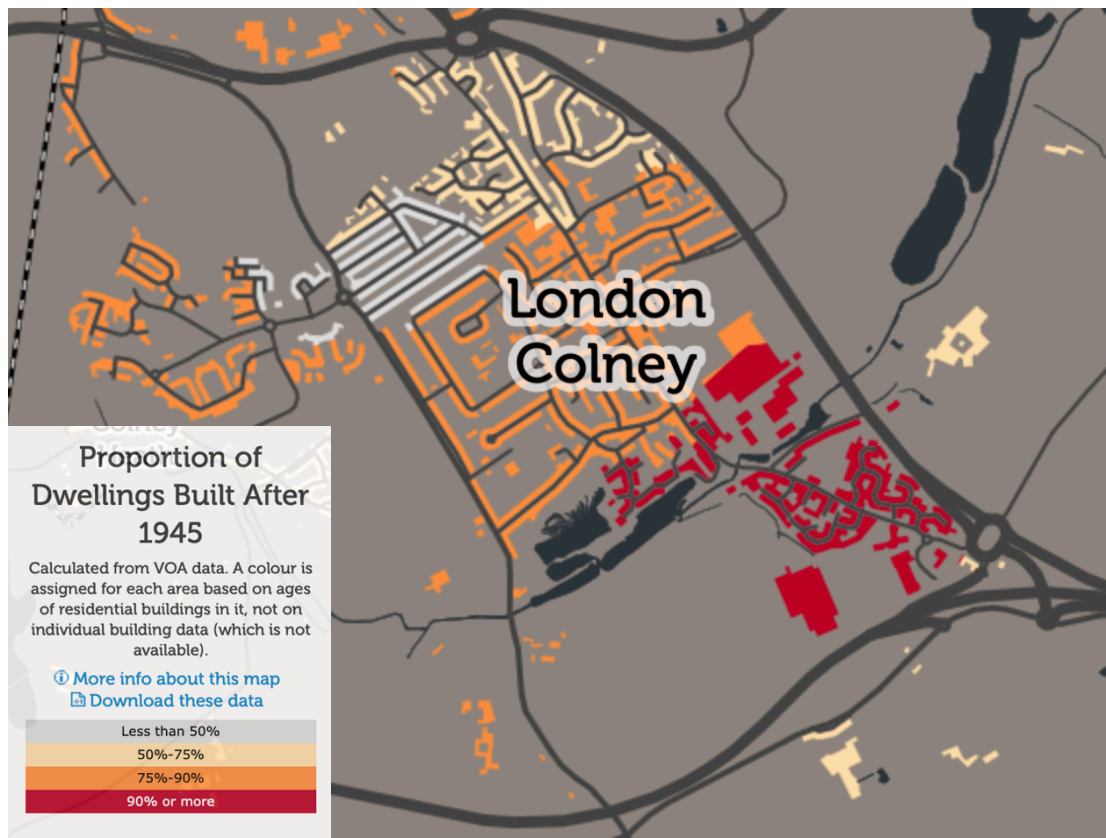 London
Colney
Colney
Proportion of
Dwellings Built After
1945
Calculated from VOA data. A colour is
assigned for each area based on ages
of residential buildings in it, not on
individual building data (which is not
available).
More info about this map
Download these data
Less than 50%
50%-75%
75%-90%
90% or more